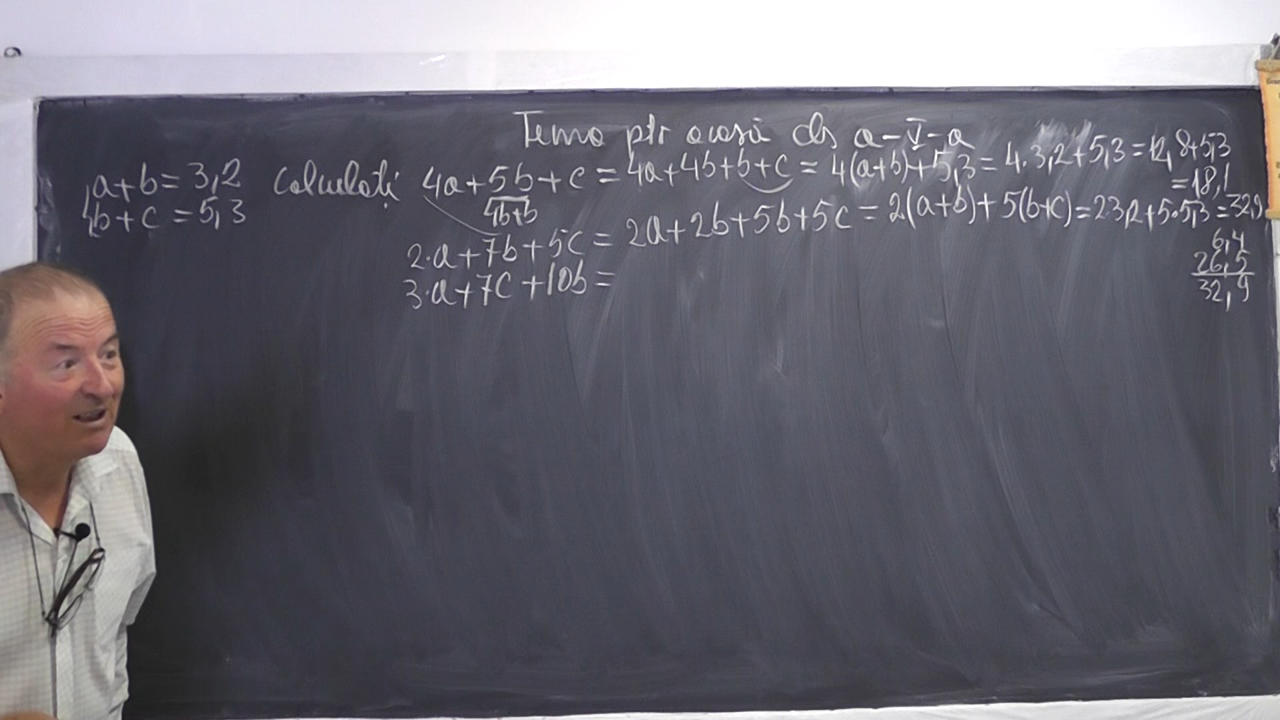 Tema ptr acasă cls a-V-a
a+b=3,2 Calculați 4a+5b+c=4a+4b+b+c=4(a+b)+5,3=4·3,2+5,3=12,8+5,3
=18,1
b+c=5,3
4b+b
2·a+7b+5c=2a+2b+5b+5c=2(a+b)+5(b+c)=2·3,2+5·5,3=32,9
3·a+7c+10b=
6,4
26,5
32,9